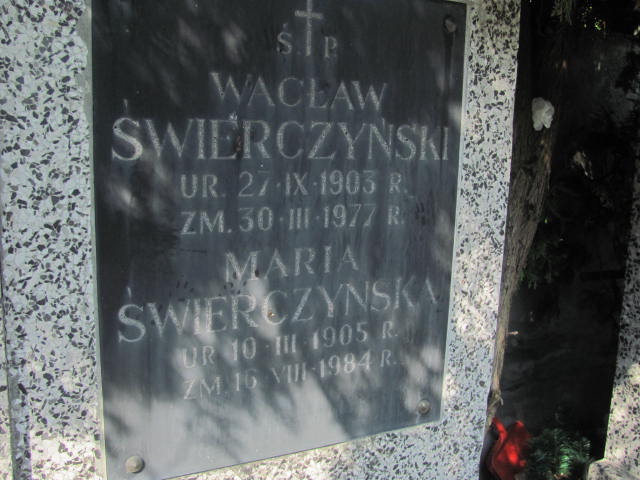 Ś P
WACŁAW
ŚWIERCZYŃSKI
UR. 27·IX·1903 R.
ZM. 30·III·1977 R.
MARIA
ŚWIERCZYŃSKA
UR 10·III·1905 R.
ZM. 16 VIII·1984 R.